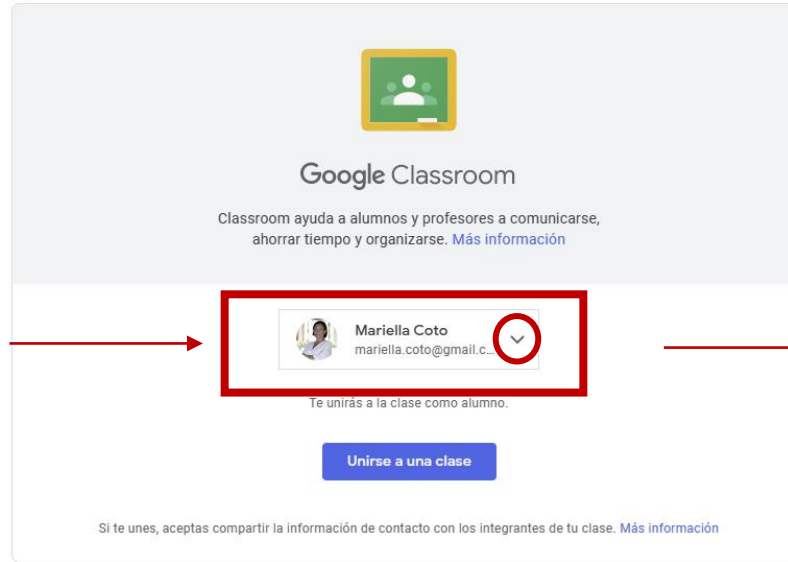 Google Classroom
Classroom ayuda a alumnos y profesores a comunicarse,
ahorrar tiempo y organizarse. Más información
Mariella Coto
mariella.coto@gmail.c...
Te unirás a la clase como alumno.
Unirse a una clase
Si te unes, aceptas compartir la información de contacto con los integrantes de tu clase. Más información